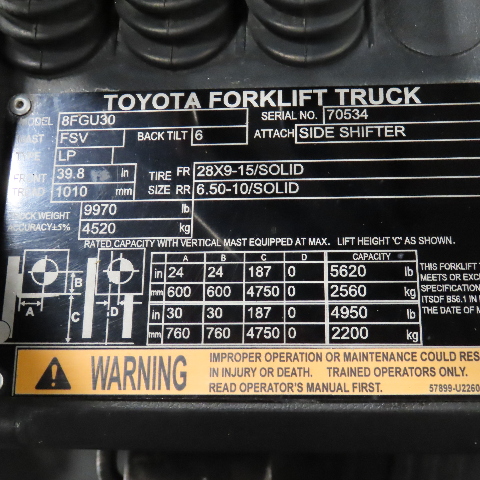 TOYOTA FORKLIFT TRUCK
MODEL 8FGU30 SERIAL NO. 70534
MAST FSV BACK TILT 6 ATTACH SIDE SHIFTER
TYPE LP
FRONT 39.8 in TIRE FR 28X9-15/SOLID
TREAD 1010 mm SIZE RR 6.50-10/SOLID
TRUCK WEIGHT 9970 lb
ACCURACY±5% 4520 kg
RATED CAPACITY WITH VERTICAL MAST EQUIPPED AT MAX. LIFT HEIGHT "C" AS SHOWN.
A B C D CAPACITY
in 24 24 187 0 5620 lb
mm 600 600 4750 0 2560 kg
in 30 30 187 0 4950 lb
mm 760 760 4750 0 2200 kg
A B C D
THIS FORKLIFT
MEETS OR EXC
SPECIFICATION
ITSDF B56.1 IN
THE DATE OF M
WARNING
IMPROPER OPERATION OR MAINTENANCE COULD RES
IN INJURY OR DEATH. TRAINED OPERATORS ONLY.
READ OPERATOR'S MANUAL FIRST. 57899-U2260